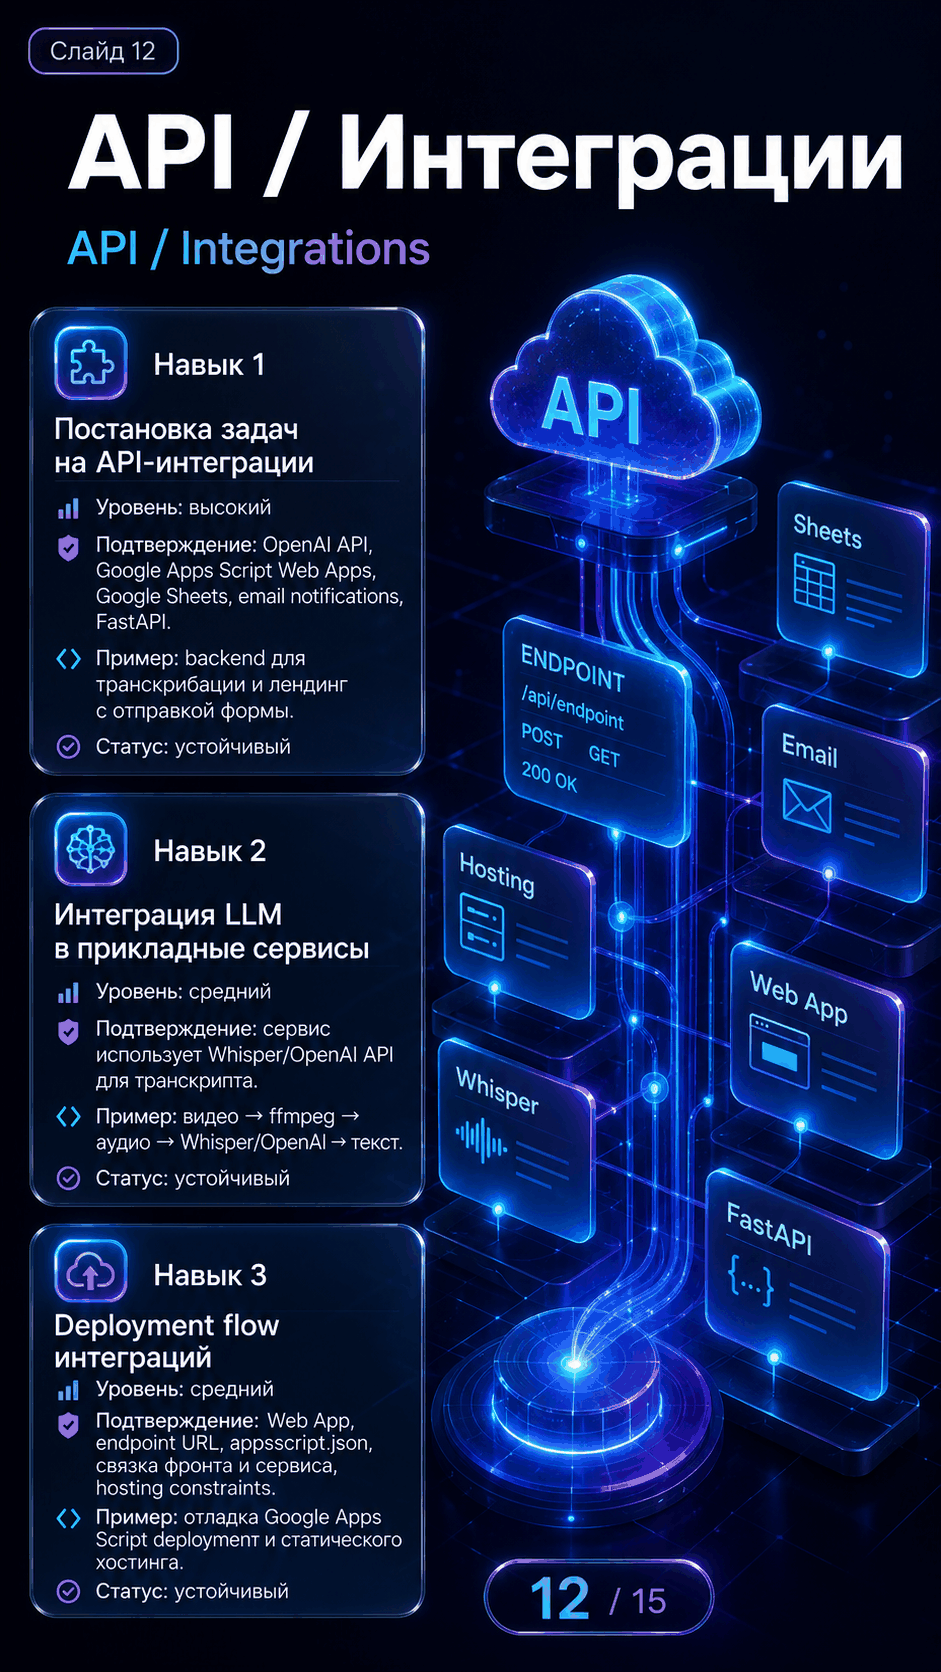 Слайд 12
API / Интеграции
API / Integrations
Навык 1
Постановка задач
на API-интеграции
Уровень: высокий
Подтверждение: OpenAI API,
Google Apps Script Web Apps,
Google Sheets, email notifications,
FastAPI.
Пример: backend для
транскрибации и лендинг
с отправкой формы.
Статус: устойчивый
Навык 2
Интеграция LLM
в прикладные сервисы
Уровень: средний
Подтверждение: сервис
использует Whisper/OpenAI API
для транскрипта.
Пример: видео → ffmpeg →
аудио → Whisper/OpenAI → текст.
Статус: устойчивый
Навык 3
Deployment flow
интеграций
Уровень: средний
Подтверждение: Web App,
endpoint URL, appsscript.json,
связка фронта и сервиса,
hosting constraints.
Пример: отладка Google Apps
Script deployment и статического
хостинга.
Статус: устойчивый
API
Sheets
ENDPOINT
/api/endpoint
POST GET
200 OK
Email
Hosting
Web App
Whisper
FastAPI
{...}
12 / 15